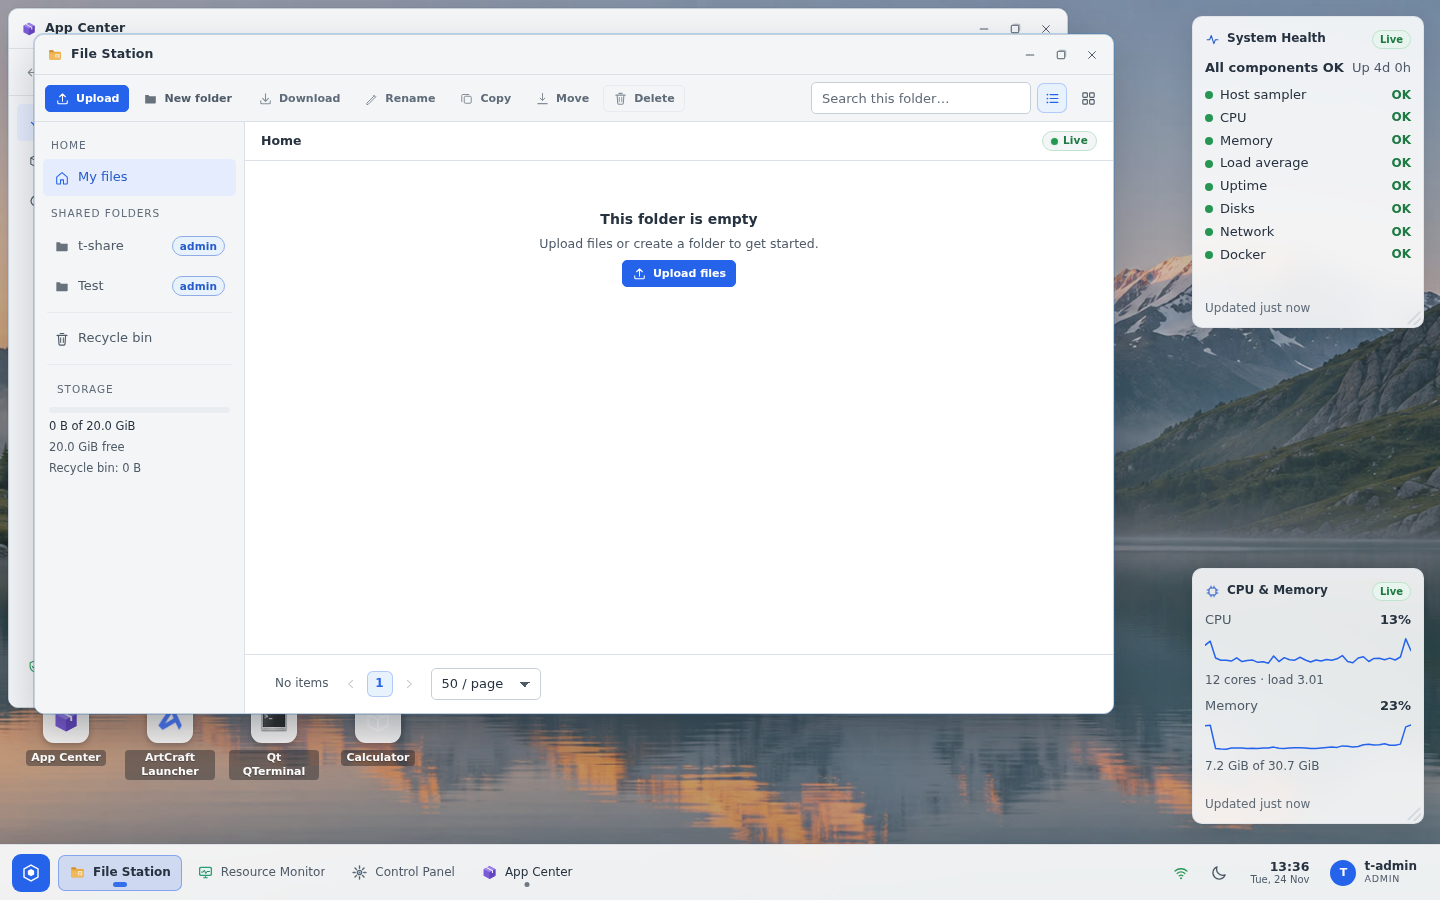 App Center
File Station
Upload
New folder
Download
Rename
Copy
Move
Delete
Search this folder...
HOME
My files
SHARED FOLDERS
t-share
admin
Test
admin
Recycle bin
STORAGE
0 B of 20.0 GiB
20.0 GiB free
Recycle bin: 0 B
Home
Live
This folder is empty
Upload files or create a folder to get started.
Upload files
No items
1
50 / page
System Health
Live
All components OK
Up 4d 0h
Host sampler OK
CPU OK
Memory OK
Load average OK
Uptime OK
Disks OK
Network OK
Docker OK
Updated just now
CPU & Memory
Live
CPU 13%
12 cores · load 3.01
Memory 23%
7.2 GiB of 30.7 GiB
Updated just now
App Center
ArtCraft
Launcher
Qt
QTerminal
Calculator
File Station
Resource Monitor
Control Panel
App Center
13:36
Tue, 24 Nov
T
t-admin
ADMIN